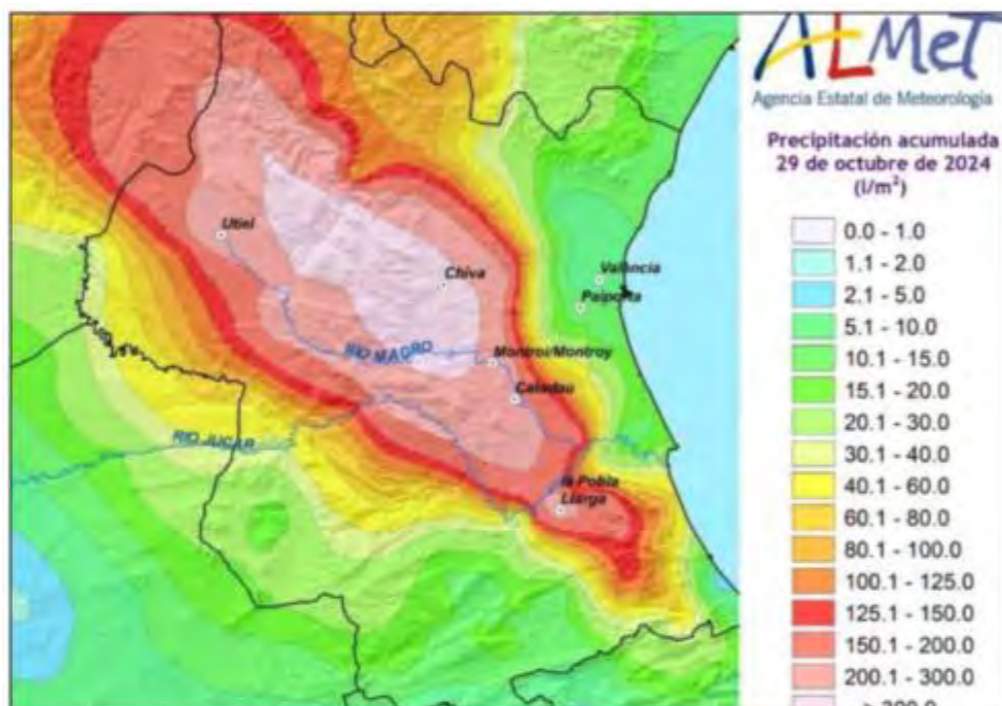 AEMet
Agencia Estatal de Meteorología
Precipitación acumulada
29 de octubre de 2024
(l/m²)
0.0 - 1.0
1.1 - 2.0
2.1 - 5.0
5.1 - 10.0
10.1 - 15.0
15.1 - 20.0
20.1 - 30.0
30.1 - 40.0
40.1 - 60.0
60.1 - 80.0
80.1 - 100.0
100.1 - 125.0
125.1 - 150.0
150.1 - 200.0
200.1 - 300.0
> 300.0
Utiel
Chiva
València
Paiporta
RÍO MAGRO
Montroi/Montroy
Catadau
RÍO JUCAR
la Pobla
Llarga